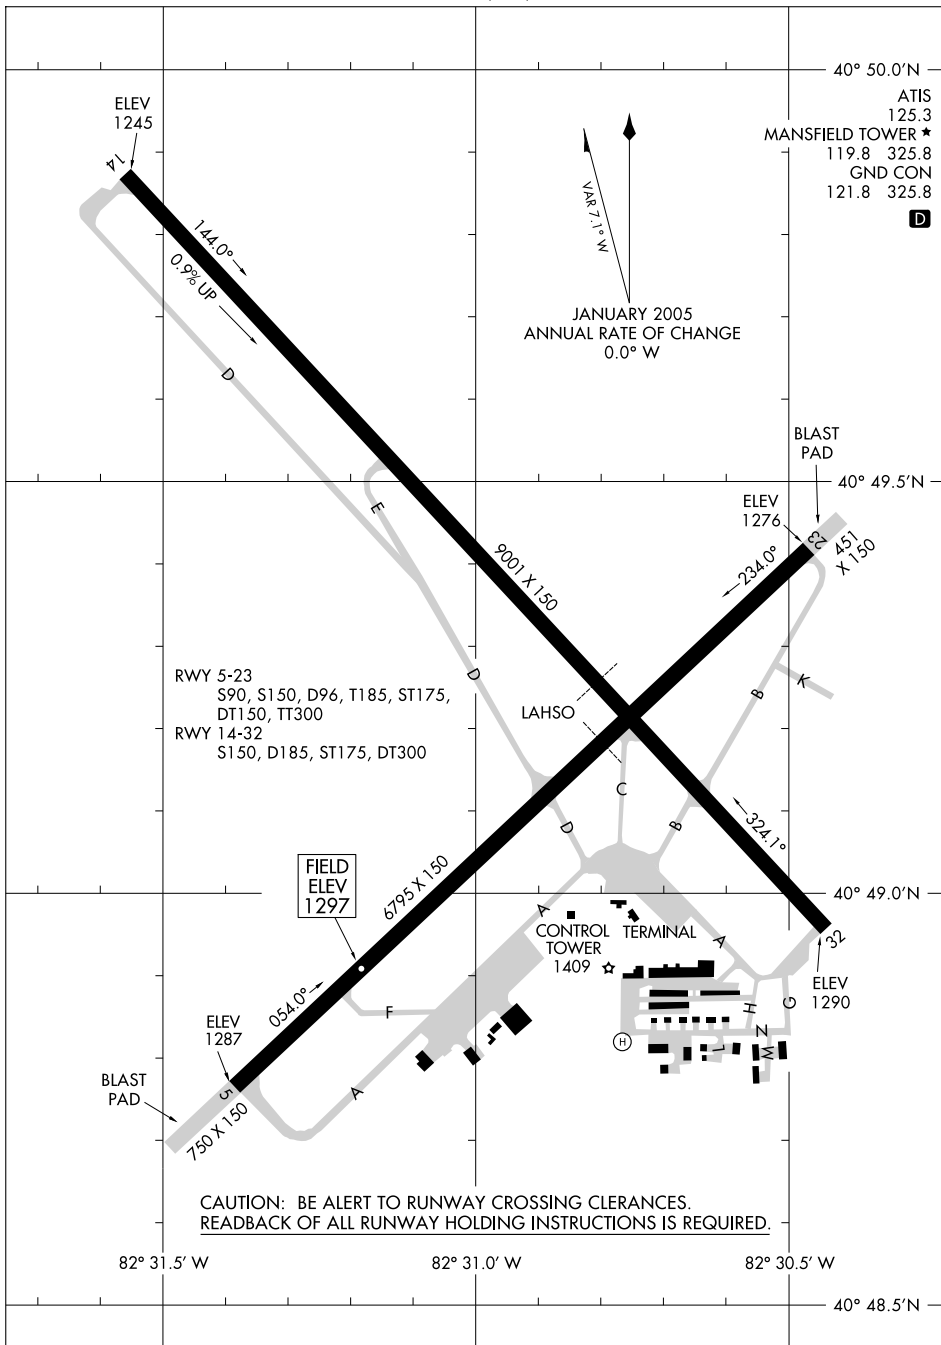 40° 50.0'N
ATIS
125.3
MANSFIELD TOWER ★
119.8 325.8
GND CON
121.8 325.8
D
ELEV
1245
14
VAR 7.1° W
144.0°
0.9% UP
JANUARY 2005
ANNUAL RATE OF CHANGE
0.0° W
D
BLAST
PAD
40° 49.5'N
ELEV
1276
23
451
X 150
E
9001 X 150
234.0°
RWY 5-23
S90, S150, D96, T185, ST175,
DT150, TT300
RWY 14-32
S150, D185, ST175, DT300
D
K
B
LAHSO
C
D
B
324.1°
FIELD
ELEV
1297
6795 X 150
40° 49.0'N
A
CONTROL
TOWER
1409
TERMINAL
A
32
ELEV
1290
054.0°
F
H
G
ELEV
1287
N
H
L
M
BLAST
PAD
5
750 X 150
A
CAUTION: BE ALERT TO RUNWAY CROSSING CLERANCES.
READBACK OF ALL RUNWAY HOLDING INSTRUCTIONS IS REQUIRED.
82° 31.5' W
82° 31.0' W
82° 30.5' W
40° 48.5'N